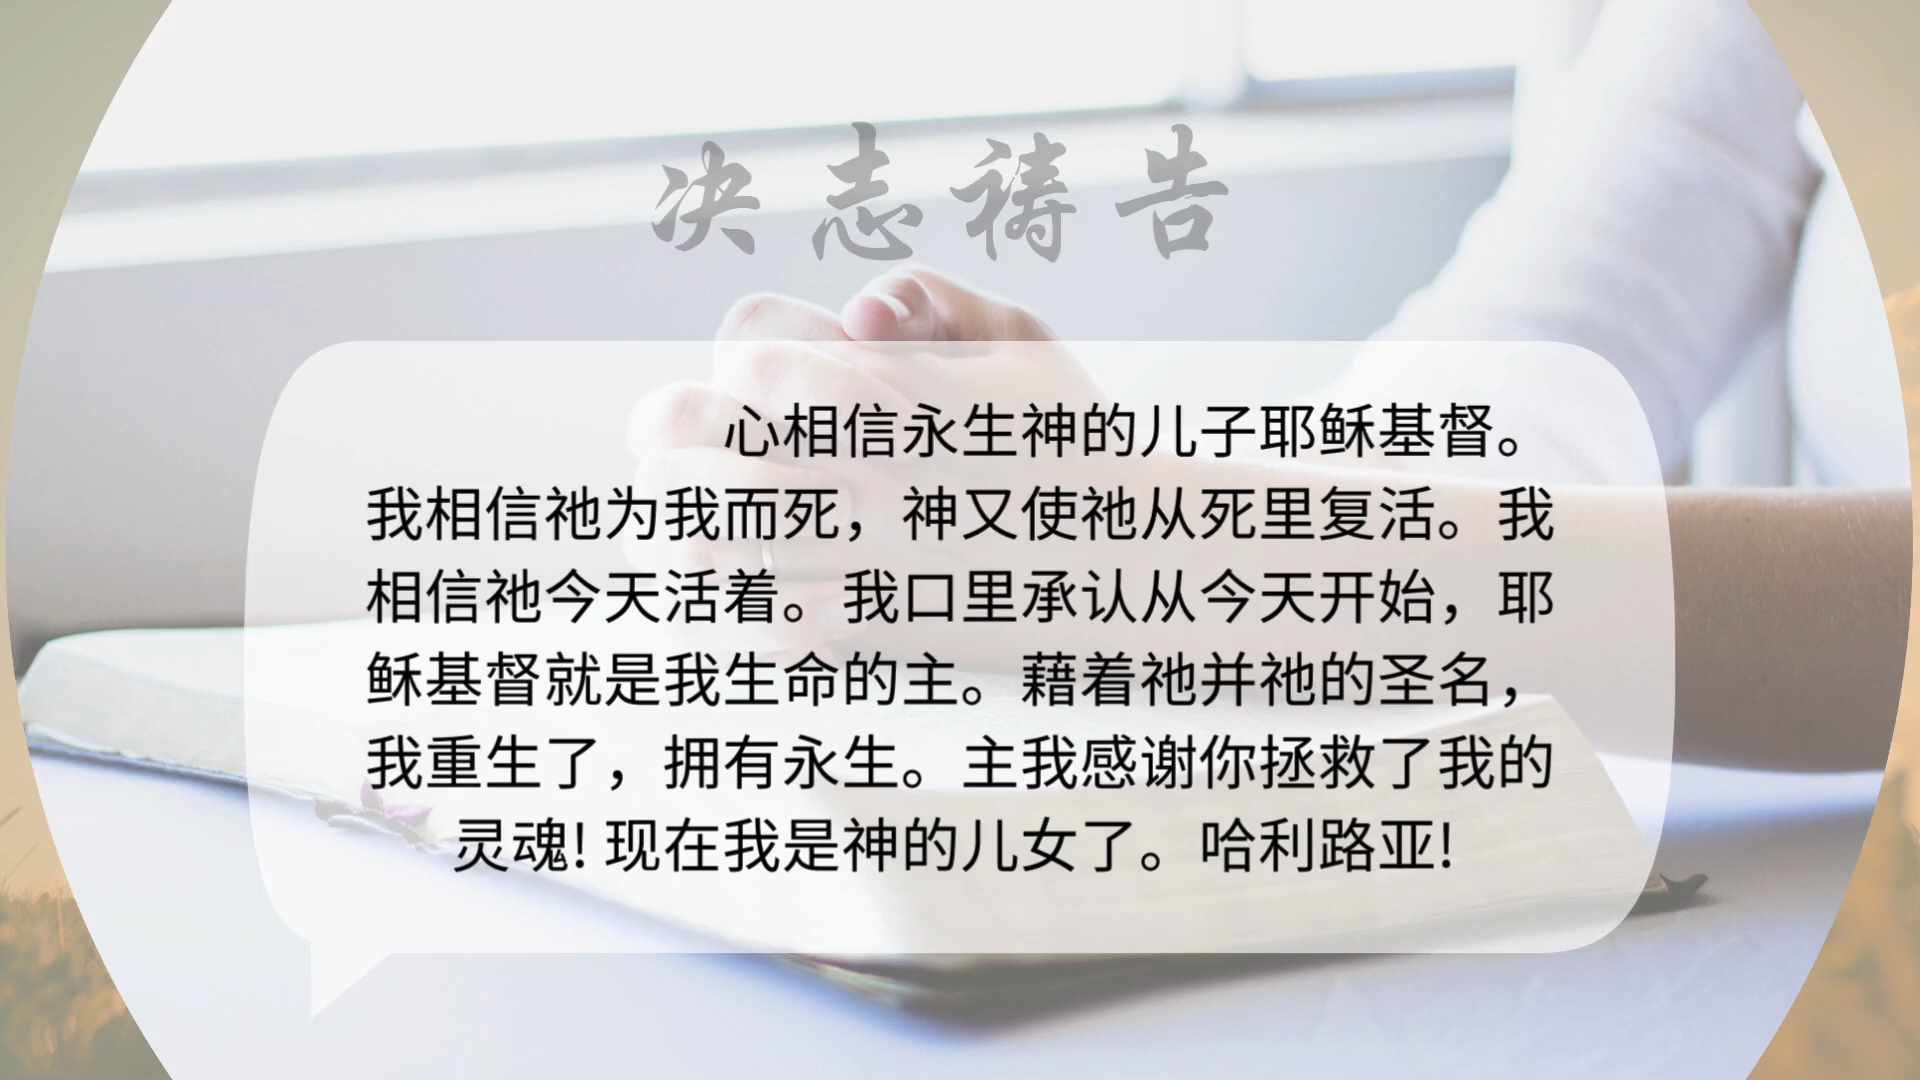 决志祷告
心相信永生神的儿子耶稣基督。
我相信祂为我而死，神又使祂从死里复活。我
相信祂今天活着。我口里承认从今天开始，耶
稣基督就是我生命的主。藉着祂并祂的圣名，
我重生了，拥有永生。主我感谢你拯救了我的
灵魂! 现在我是神的儿女了。哈利路亚!